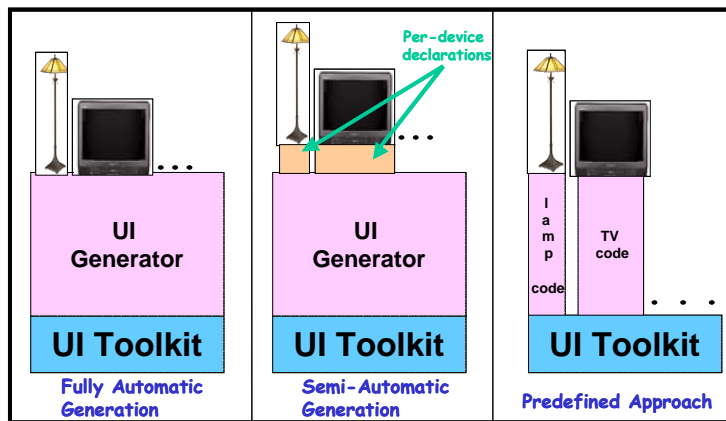 Per-device
declarations
UI
Generator
UI Toolkit
Fully Automatic
Generation
UI
Generator
UI Toolkit
Semi-Automatic
Generation
l
a
m
p
code
TV
code
UI Toolkit
Predefined Approach